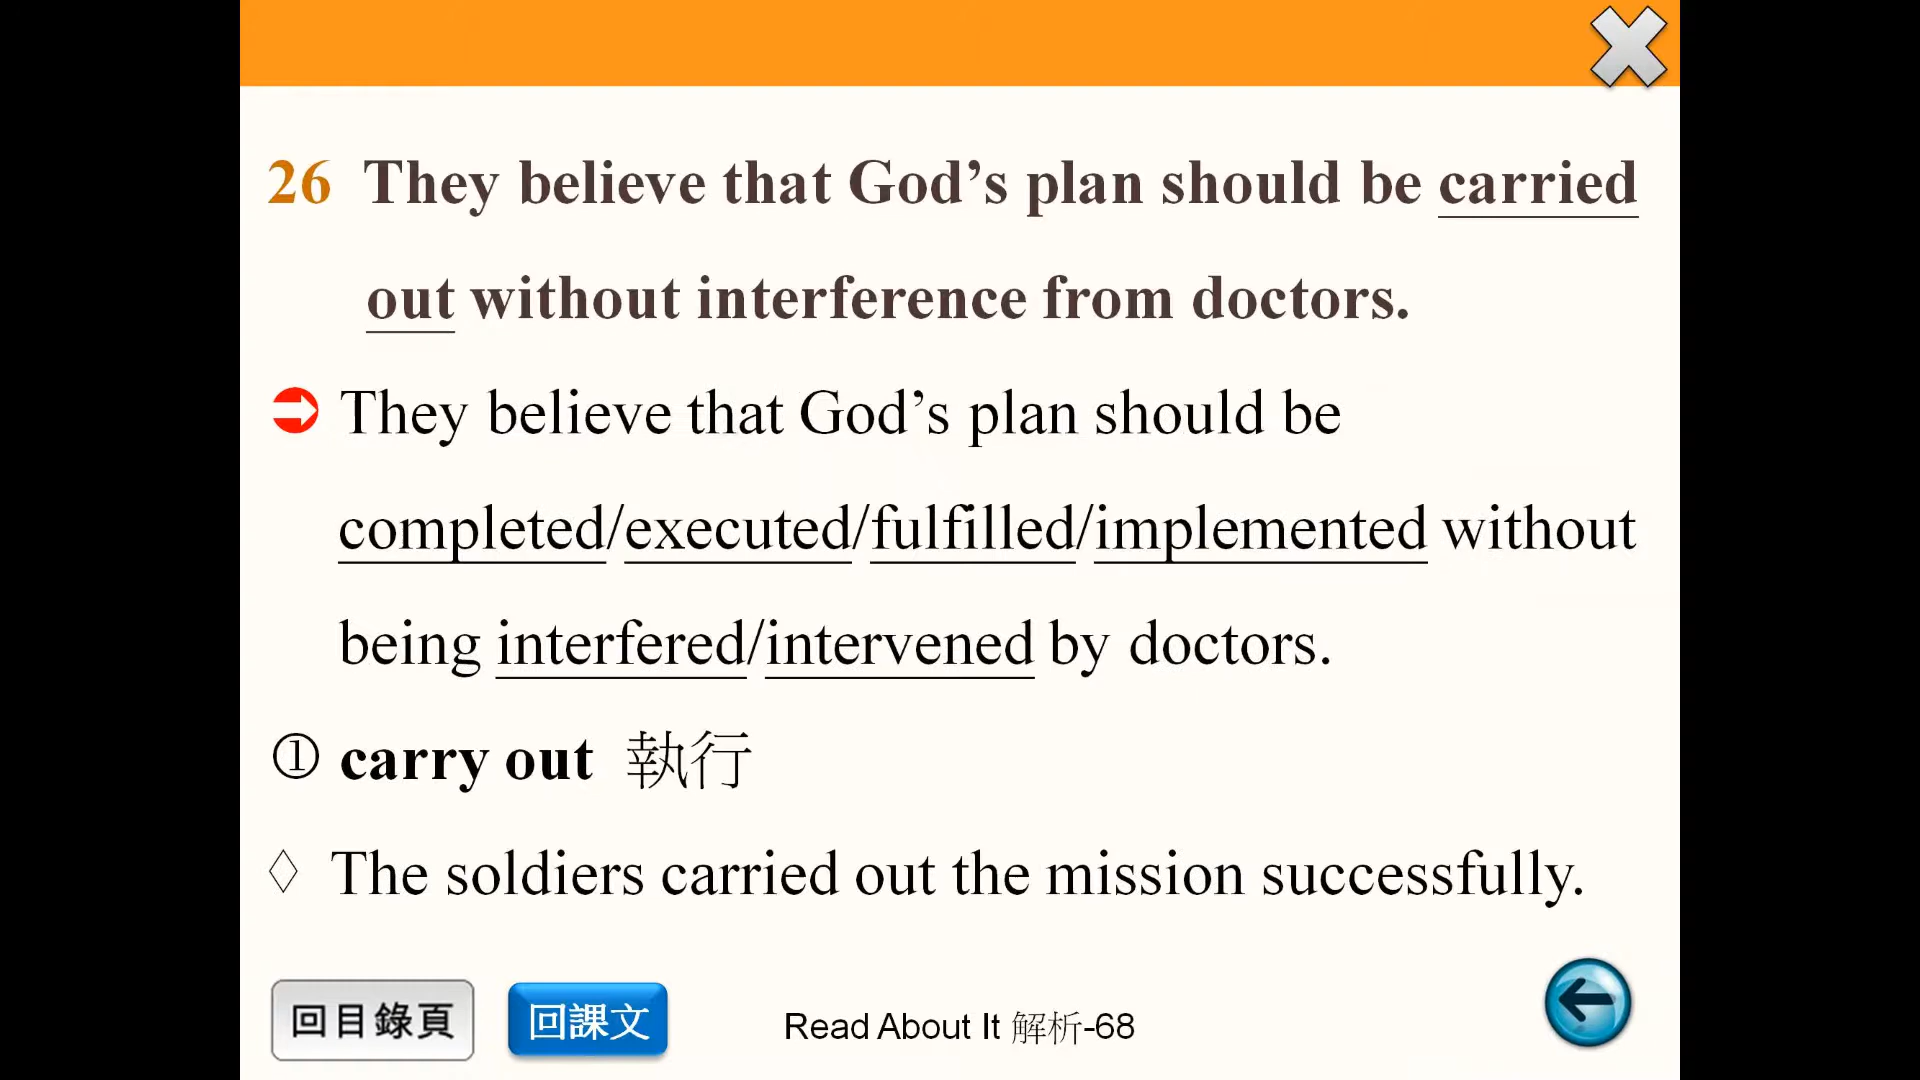 26 They believe that God’s plan should be carried
out without interference from doctors.
They believe that God’s plan should be
completed/executed/fulfilled/implemented without
being interfered/intervened by doctors.
① carry out 執行
◇ The soldiers carried out the mission successfully.
回目錄頁 回課文 Read About It 解析-68